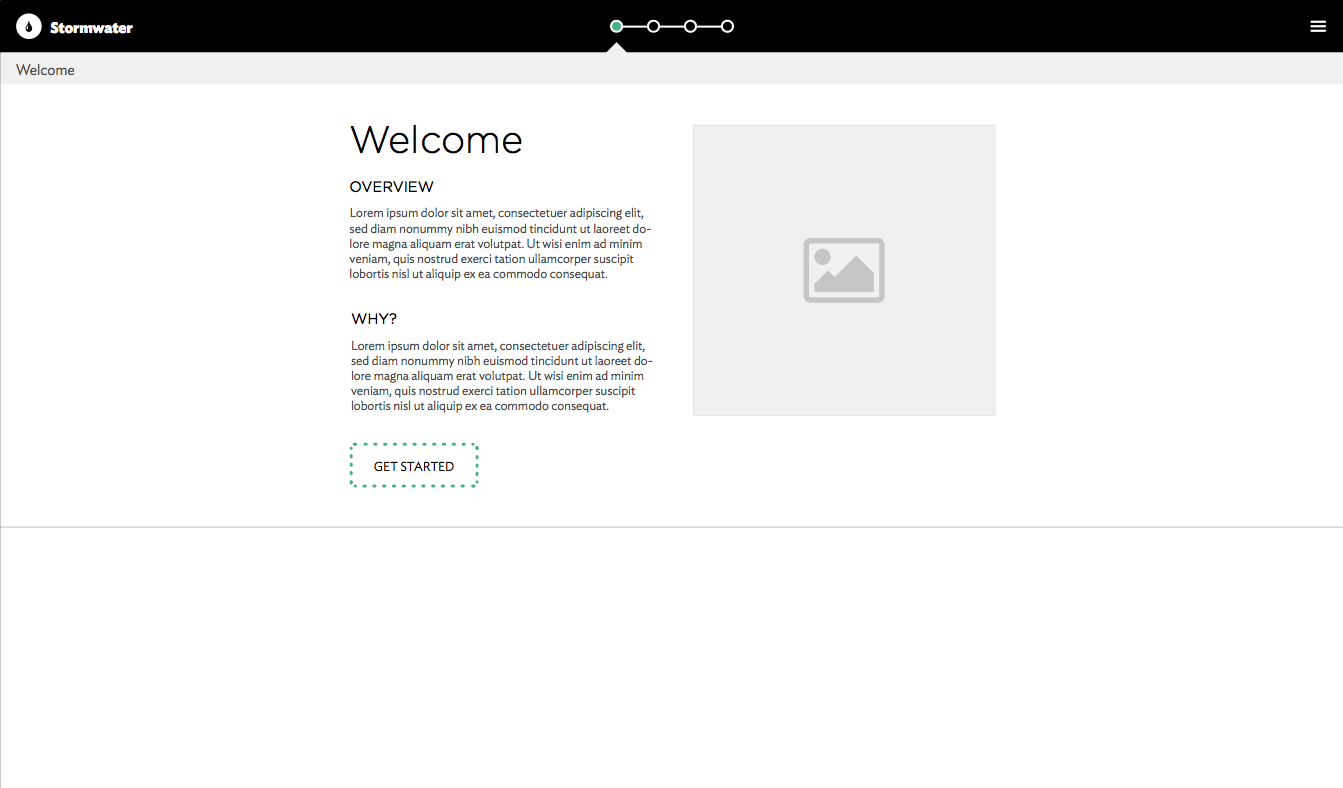 Stormwater
Welcome
Welcome
OVERVIEW
Lorem ipsum dolor sit amet, consectetuer adipiscing elit,
sed diam nonummy nibh euismod tincidunt ut laoreet do-
lore magna aliquam erat volutpat. Ut wisi enim ad minim
veniam, quis nostrud exerci tation ullamcorper suscipit
lobortis nisl ut aliquip ex ea commodo consequat.
WHY?
Lorem ipsum dolor sit amet, consectetuer adipiscing elit,
sed diam nonummy nibh euismod tincidunt ut laoreet do-
lore magna aliquam erat volutpat. Ut wisi enim ad minim
veniam, quis nostrud exerci tation ullamcorper suscipit
lobortis nisl ut aliquip ex ea commodo consequat.
GET STARTED